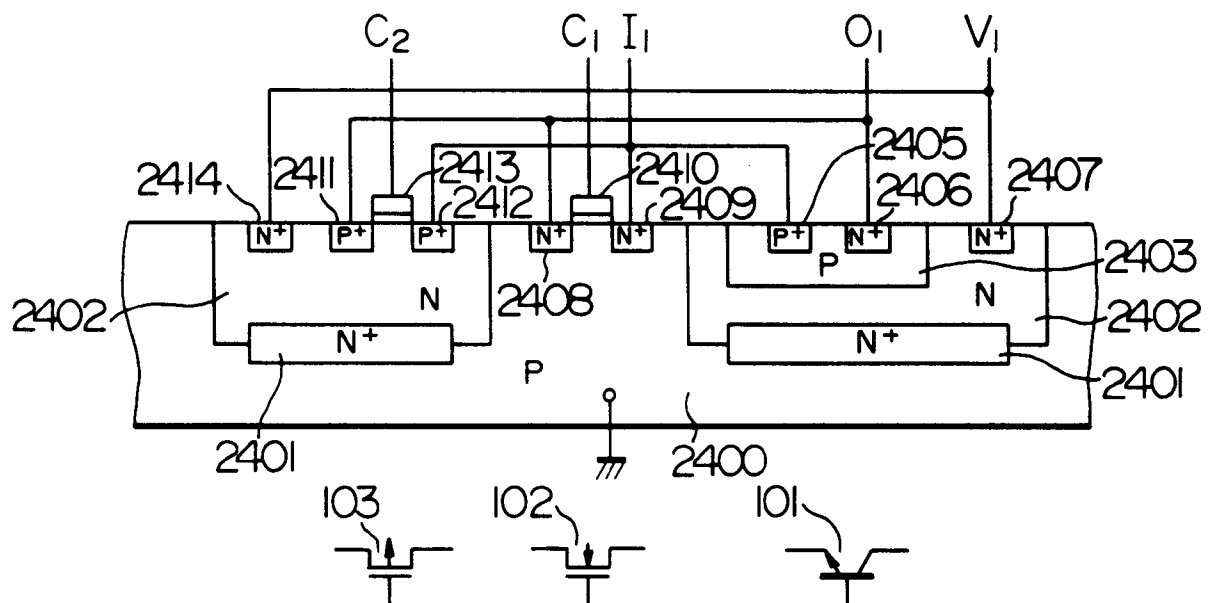 C₂ C₁ I₁ O₁ V₁
2414 2411 2413 2412 2410 2409 2405 2406 2407
N+ P+ P+ N+ N+ P+ N+ N+
P 2403
2402 N 2408 N 2402
N+ N+
P 2401
2401 2400
103 102 101